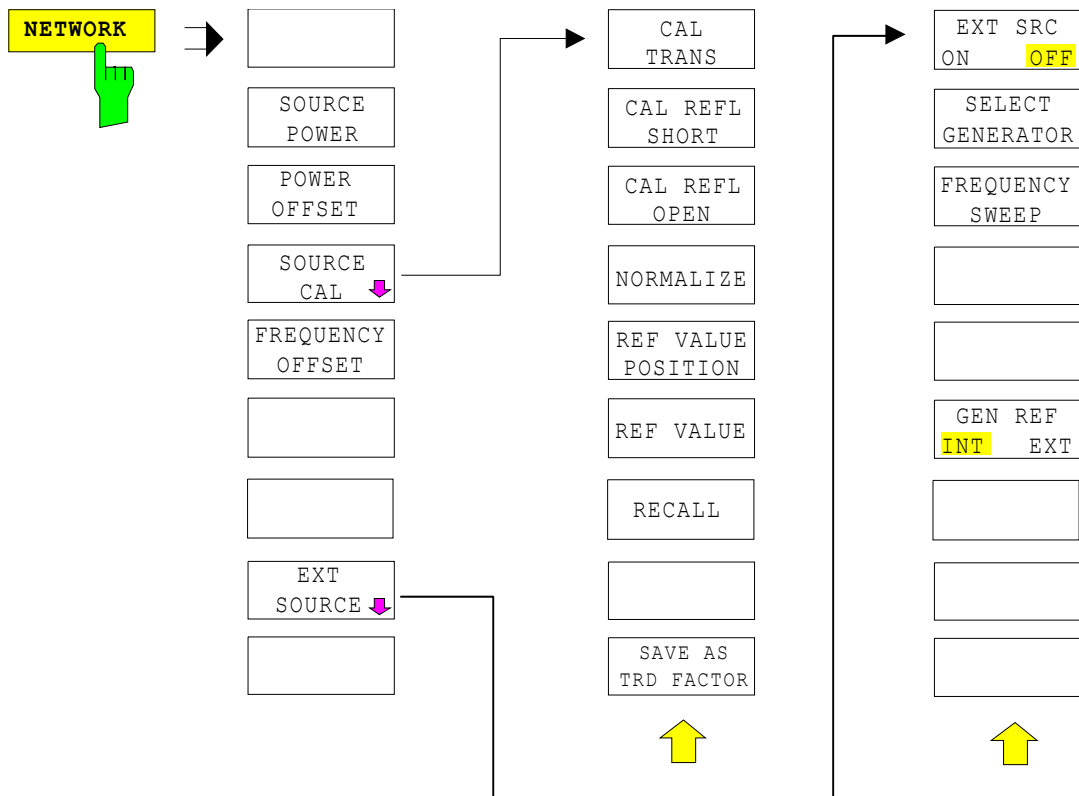 NETWORK
SOURCE
POWER
POWER
OFFSET
SOURCE
CAL
FREQUENCY
OFFSET
EXT
SOURCE
CAL
TRANS
CAL REFL
SHORT
CAL REFL
OPEN
NORMALIZE
REF VALUE
POSITION
REF VALUE
RECALL
SAVE AS
TRD FACTOR
EXT SRC
ON OFF
SELECT
GENERATOR
FREQUENCY
SWEEP
GEN REF
INT EXT